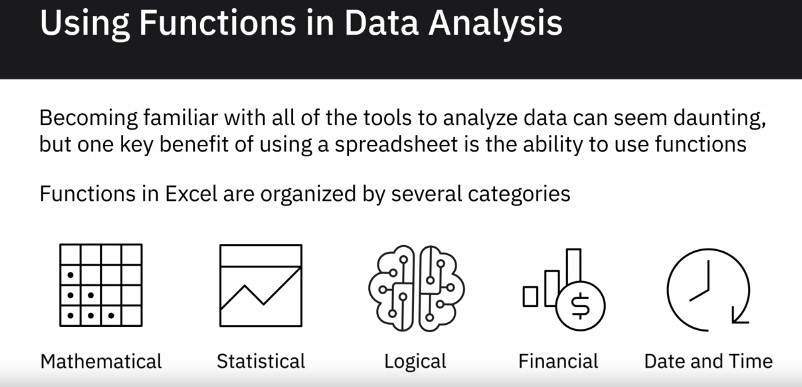 Using Functions in Data Analysis
Becoming familiar with all of the tools to analyze data can seem daunting,
but one key benefit of using a spreadsheet is the ability to use functions
Functions in Excel are organized by several categories
$
Mathematical
Statistical
Logical
Financial
Date and Time